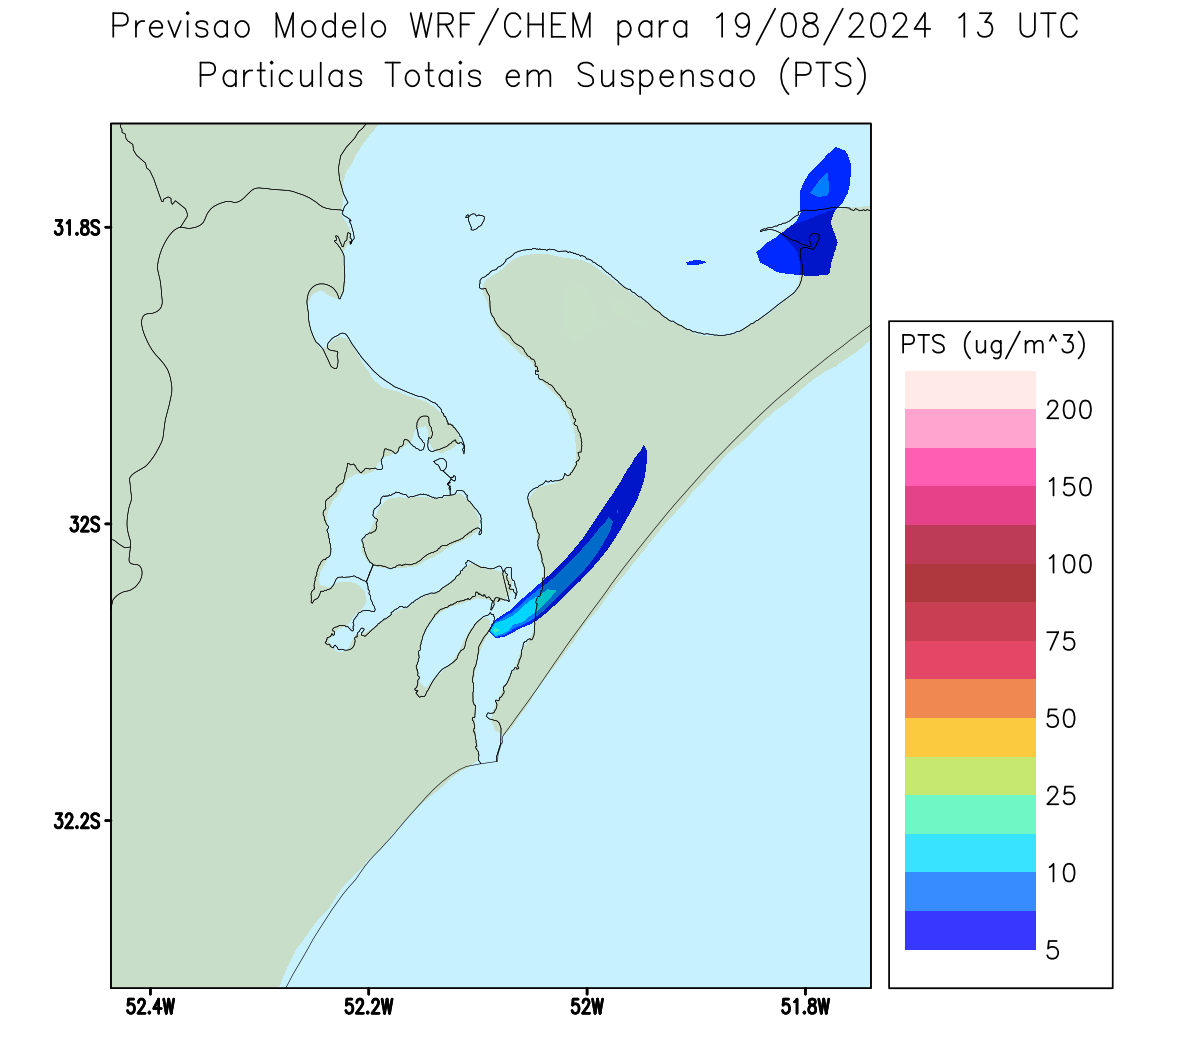 Previsao Modelo WRF/CHEM para 19/08/2024 13 UTC
Particulas Totais em Suspensao (PTS)
31.8S
32S
32.2S
52.4W
52.2W
52W
51.8W
PTS (ug/m^3)
200
150
100
75
50
25
10
5